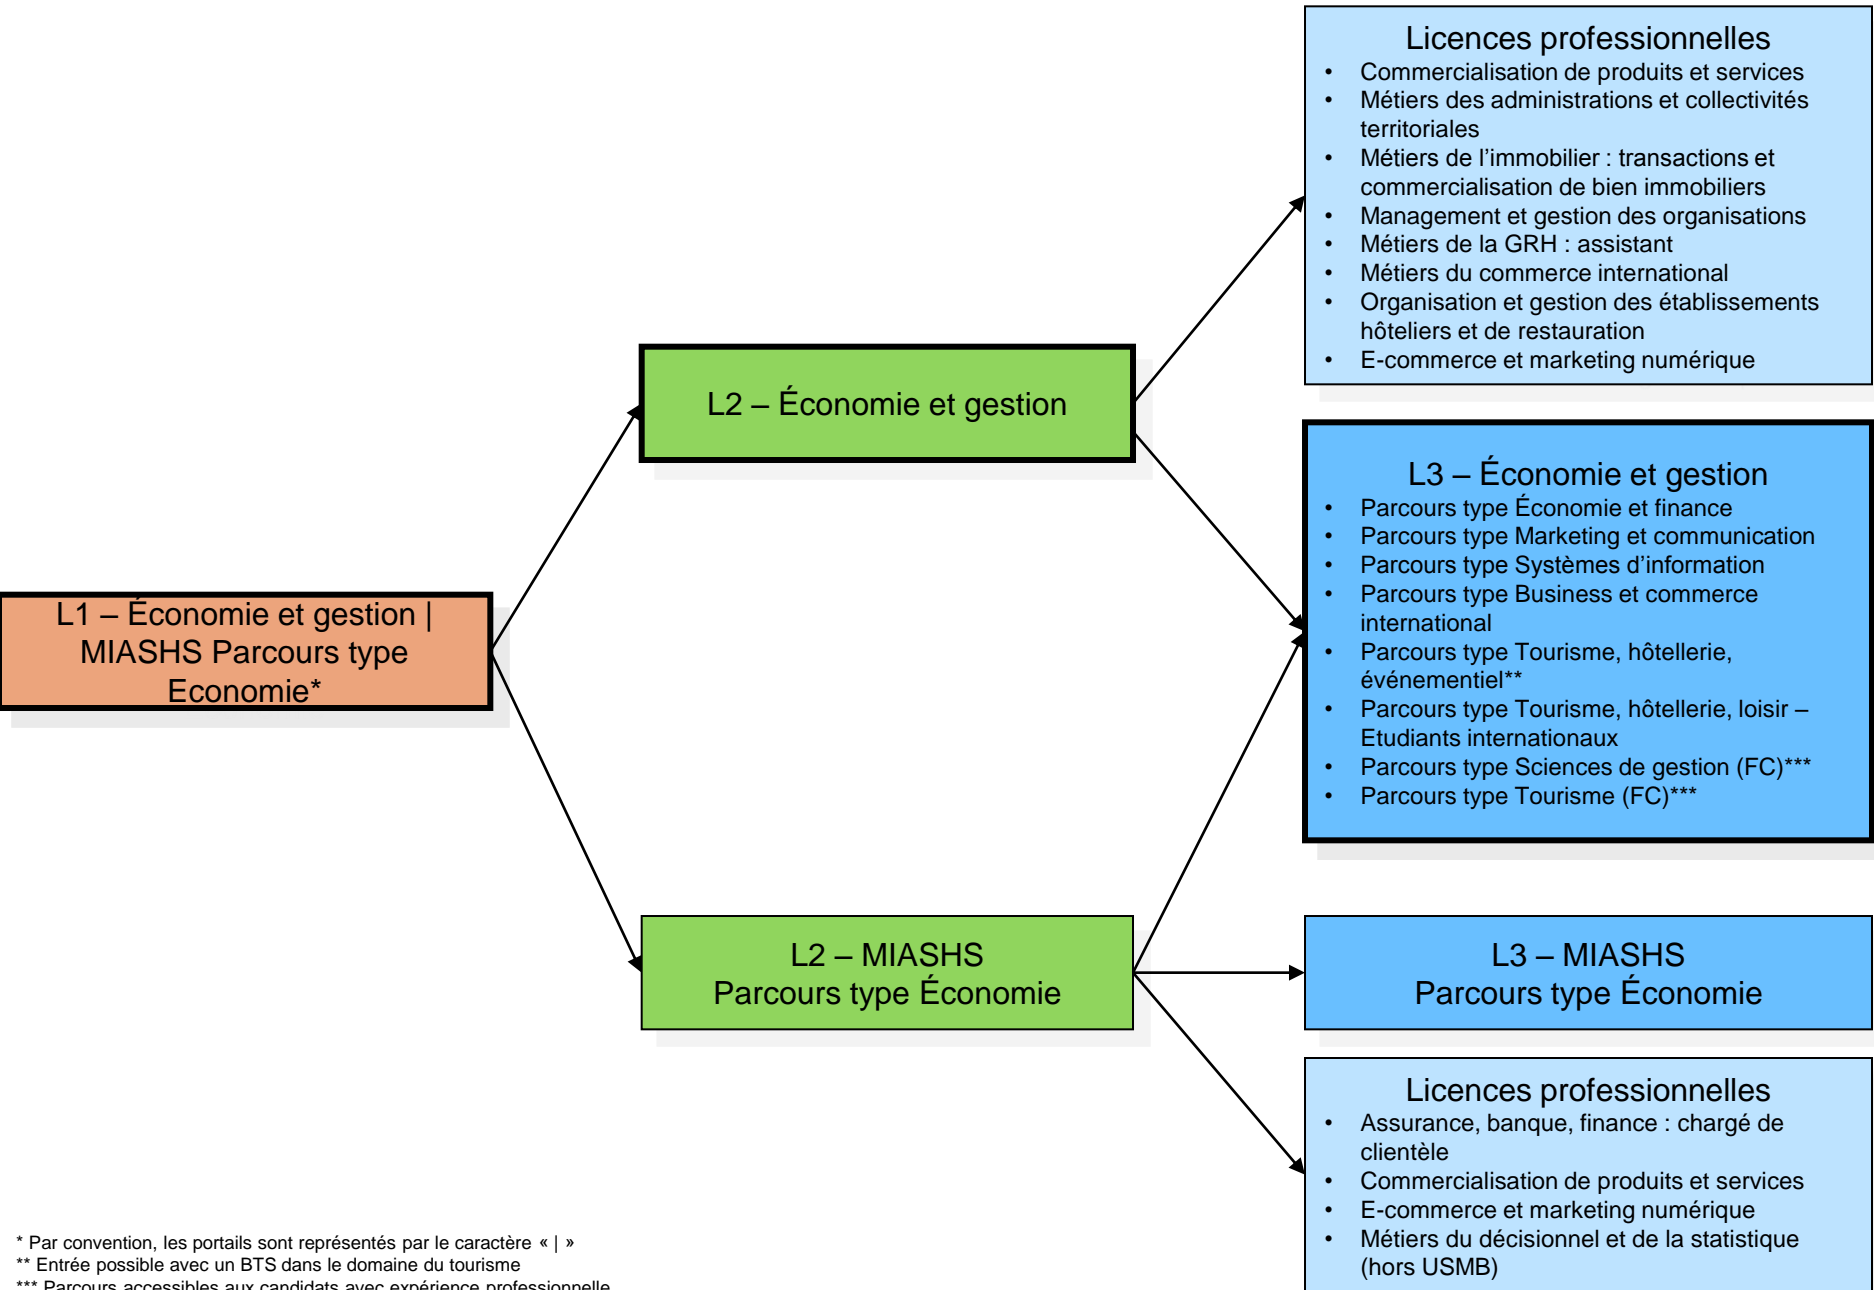 L1 – Économie et gestion |
MIASHS Parcours type
Economie*
L2 – Économie et gestion
L2 – MIASHS
Parcours type Économie
Licences professionnelles
• Commercialisation de produits et services
• Métiers des administrations et collectivités
territoriales
• Métiers de l’immobilier : transactions et
commercialisation de bien immobiliers
• Management et gestion des organisations
• Métiers de la GRH : assistant
• Métiers du commerce international
• Organisation et gestion des établissements
hôteliers et de restauration
• E-commerce et marketing numérique
L3 – Économie et gestion
• Parcours type Économie et finance
• Parcours type Marketing et communication
• Parcours type Systèmes d’information
• Parcours type Business et commerce
international
• Parcours type Tourisme, hôtellerie,
événementiel**
• Parcours type Tourisme, hôtellerie, loisir –
Etudiants internationaux
• Parcours type Sciences de gestion (FC)***
• Parcours type Tourisme (FC)***
L3 – MIASHS
Parcours type Économie
Licences professionnelles
• Assurance, banque, finance : chargé de
clientèle
• Commercialisation de produits et services
• E-commerce et marketing numérique
• Métiers du décisionnel et de la statistique
(hors USMB)
* Par convention, les portails sont représentés par le caractère « | »
** Entrée possible avec un BTS dans le domaine du tourisme
*** Parcours accessibles aux candidats avec expérience professionnelle